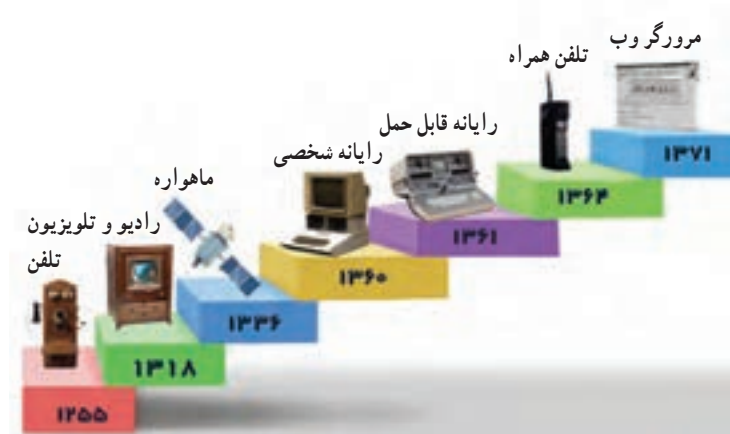 مرورگر وب
تلفن همراه
رایانه قابل حمل
رایانه شخصی
ماهواره
رادیو و تلویزیون
تلفن
۱۳۷۱
۱۳۶۴
۱۳۶۱
۱۳۶۰
۱۳۳۶
۱۳۱۸
۱۲۵۵